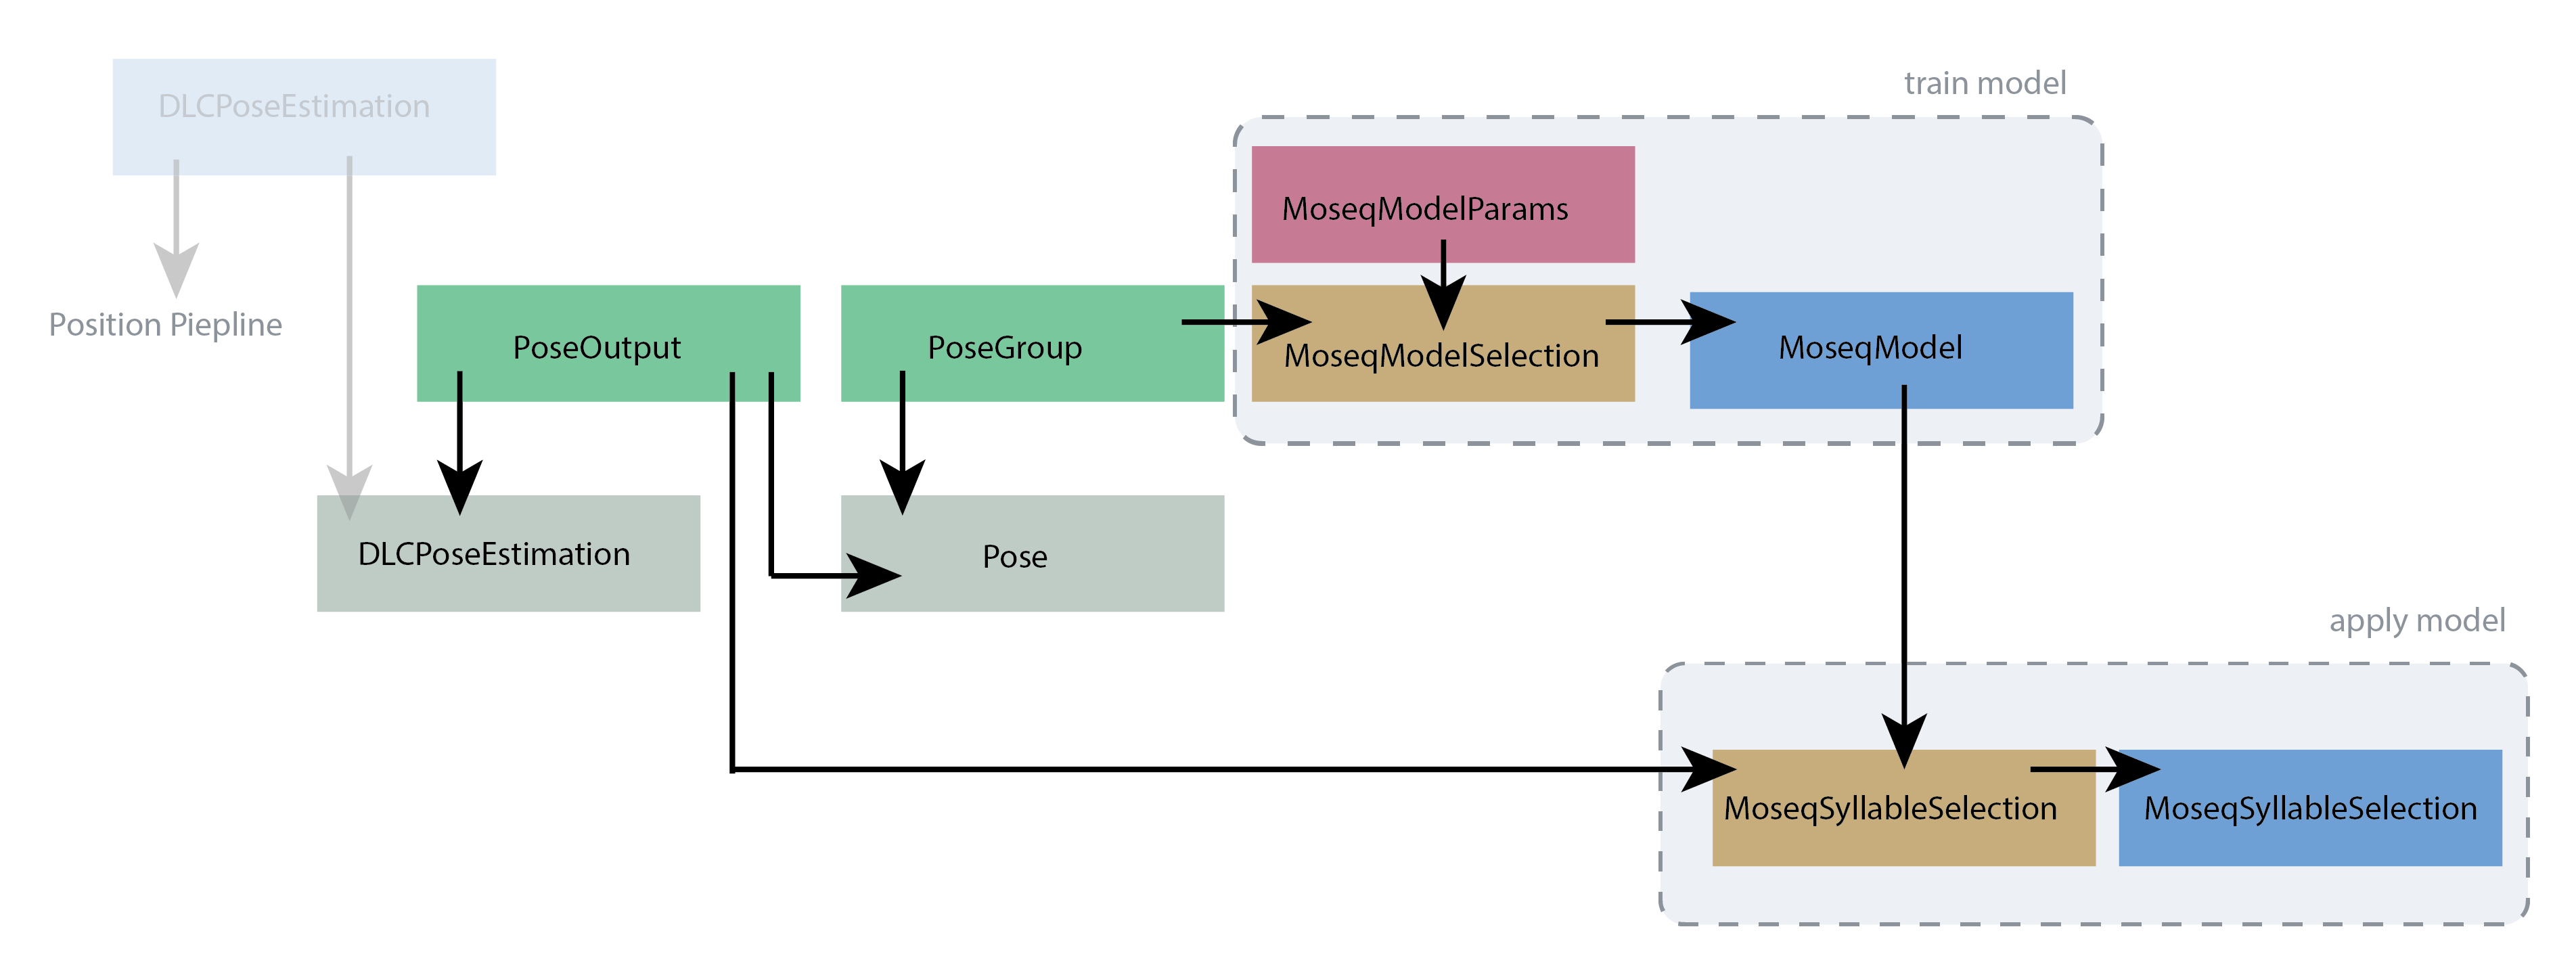 train model
DLCPoseEstimation
MoseqModelParams
Position Piepline
PoseOutput
PoseGroup
MoseqModelSelection
MoseqModel
DLCPoseEstimation
Pose
apply model
MoseqSyllableSelection
MoseqSyllableSelection